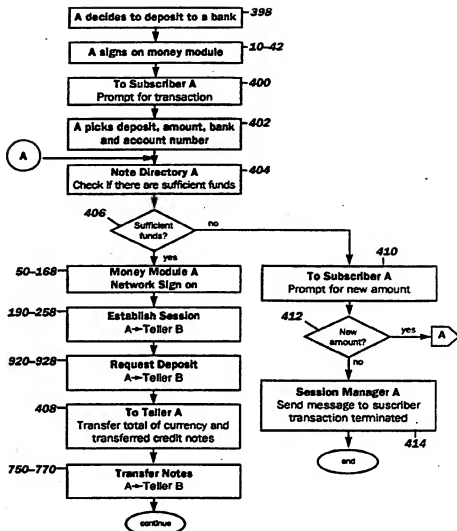 A decides to deposit to a bank
398
A signs on money module
10–42
To Subscriber A
Prompt for transaction
400
A picks deposit, amount, bank
and account number
402
A
Note Directory A
Check if there are sufficient funds
404
406
Sufficient
funds?
no
yes
50–168
Money Module A
Network Sign on
190–258
Establish Session
A→Teller B
920–928
Request Deposit
A→Teller B
408
To Teller A
Transfer total of currency and
transferred credit notes
750–770
Transfer Notes
A→Teller B
continue
410
To Subscriber A
Prompt for new amount
412
New
amount?
yes
A
no
Session Manager A
Send message to suscriber
transaction terminated
414
end